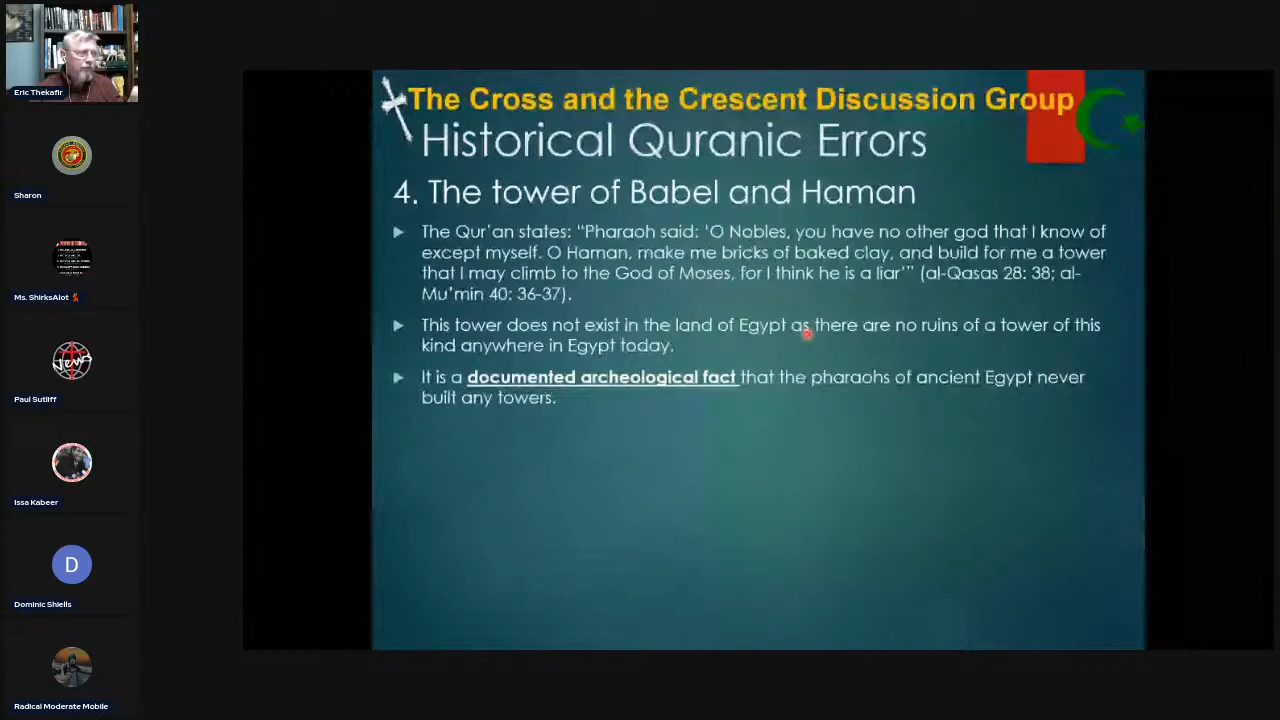 Eric Thekafir
Sharon
Ms. ShirksAlot
Paul Sutliff
Issa Kabeer
D
Dominic Shiells
Radical Moderate Mobile
The Cross and the Crescent Discussion Group
Historical Quranic Errors
4. The tower of Babel and Haman
The Qur'an states: "Pharaoh said: 'O Nobles, you have no other god that I know of
except myself. O Haman, make me bricks of baked clay, and build for me a tower
that I may climb to the God of Moses, for I think he is a liar'" (al-Qasas 28: 38; al-
Mu'min 40: 36-37).
This tower does not exist in the land of Egypt as there are no ruins of a tower of this
kind anywhere in Egypt today.
It is a documented archeological fact that the pharaohs of ancient Egypt never
built any towers.